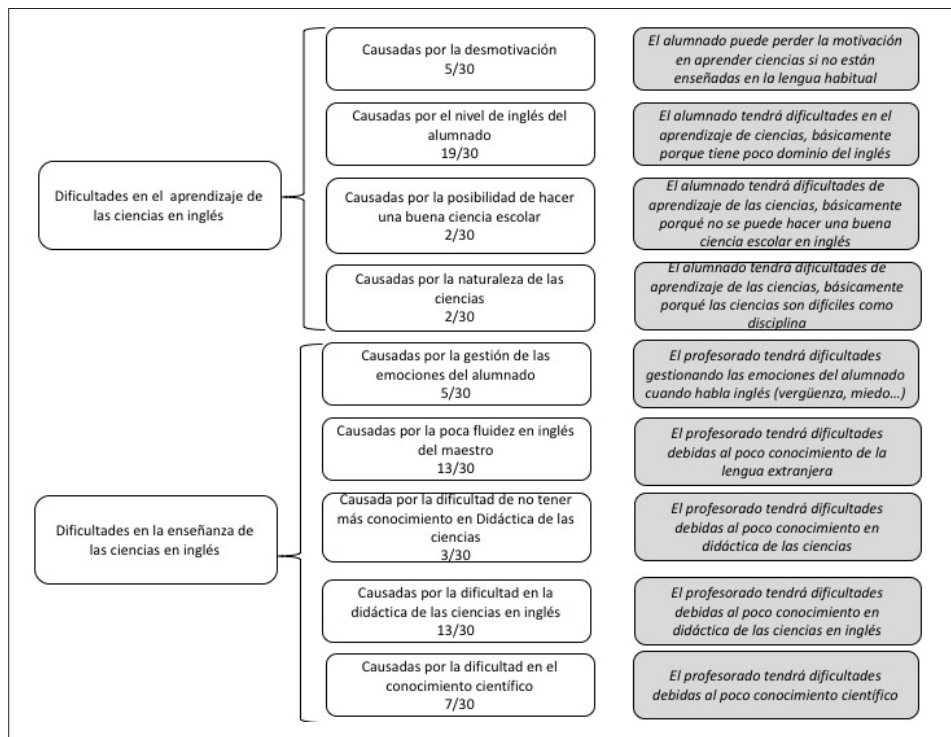 Dificultades en el aprendizaje de
las ciencias en inglés
Causadas por la desmotivación
5/30
El alumnado puede perder la motivación
en aprender ciencias si no están
enseñadas en la lengua habitual
Causadas por el nivel de inglés del
alumnado
19/30
El alumnado tendrá dificultades en el
aprendizaje de ciencias, básicamente
porque tiene poco dominio del inglés
Causadas por la posibilidad de hacer
una buena ciencia escolar
2/30
El alumnado tendrá dificultades de
aprendizaje de las ciencias, básicamente
porqué no se puede hacer una buena
ciencia escolar en inglés
Causadas por la naturaleza de las
ciencias
2/30
El alumnado tendrá dificultades de
aprendizaje de las ciencias, básicamente
porqué las ciencias son difíciles como
disciplina
Dificultades en la enseñanza de
las ciencias en inglés
Causadas por la gestión de las
emociones del alumnado
5/30
El profesorado tendrá dificultades
gestionando las emociones del alumnado
cuando habla inglés (vergüenza, miedo...)
Causadas por la poca fluidez en inglés
del maestro
13/30
El profesorado tendrá dificultades
debidas al poco conocimiento de la
lengua extranjera
Causada por la dificultad de no tener
más conocimiento en Didáctica de las
ciencias
3/30
El profesorado tendrá dificultades
debidas al poco conocimiento en
didáctica de las ciencias
Causadas por la dificultad en la
didáctica de las ciencias en inglés
13/30
El profesorado tendrá dificultades
debidas al poco conocimiento en
didáctica de las ciencias en inglés
Causadas por la dificultad en el
conocimiento científico
7/30
El profesorado tendrá dificultades
debidas al poco conocimiento científico